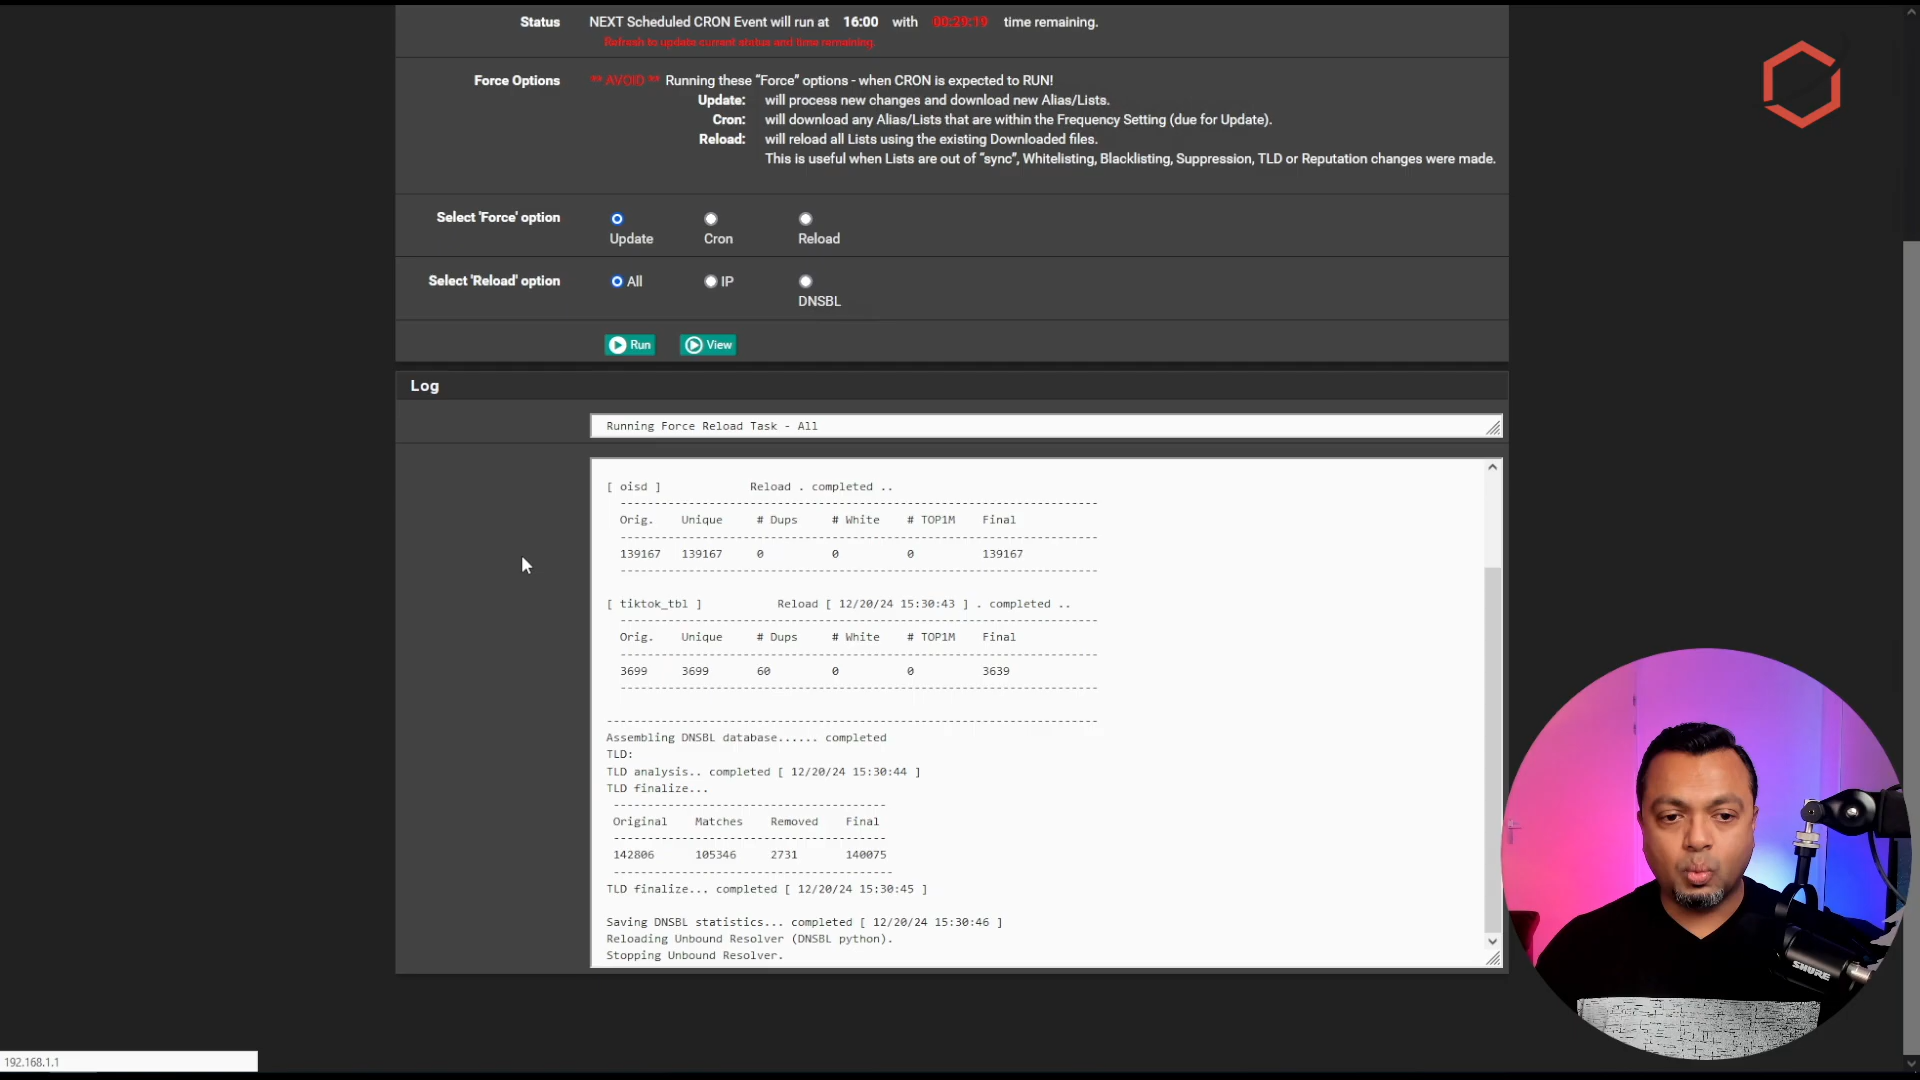 Status NEXT Scheduled CRON Event will run at 16:00 with 00:29:19 time remaining.
Refresh to update current status and time remaining.
Force Options ** AVOID ** Running these "Force" options - when CRON is expected to RUN!
Update: will process new changes and download new Alias/Lists.
Cron: will download any Alias/Lists that are within the Frequency Setting (due for Update).
Reload: will reload all Lists using the existing Downloaded files.
This is useful when Lists are out of "sync", Whitelisting, Blacklisting, Suppression, TLD or Reputation changes were made.
Select 'Force' option
Update Cron Reload
Select 'Reload' option All IP
DNSBL
Run View
Log
Running Force Reload Task - All
[ oisd ] Reload . completed ..
----------------------------------------------------------------------
Orig. Unique # Dups # White # TOP1M Final
----------------------------------------------------------------------
139167 139167 0 0 0 139167
----------------------------------------------------------------------
[ tiktok_tbl ] Reload [ 12/20/24 15:30:43 ] . completed ..
----------------------------------------------------------------------
Orig. Unique # Dups # White # TOP1M Final
----------------------------------------------------------------------
3699 3699 60 0 0 3639
----------------------------------------------------------------------
------------------------------------------------------------------------
Assembling DNSBL database...... completed
TLD:
TLD analysis.. completed [ 12/20/24 15:30:44 ]
TLD finalize...
----------------------------------------
Original Matches Removed Final
----------------------------------------
142806 105346 2731 140075
-----------------------------------------
TLD finalize... completed [ 12/20/24 15:30:45 ]
Saving DNSBL statistics... completed [ 12/20/24 15:30:46 ]
Reloading Unbound Resolver (DNSBL python).
Stopping Unbound Resolver.
SHURE
192.168.1.1